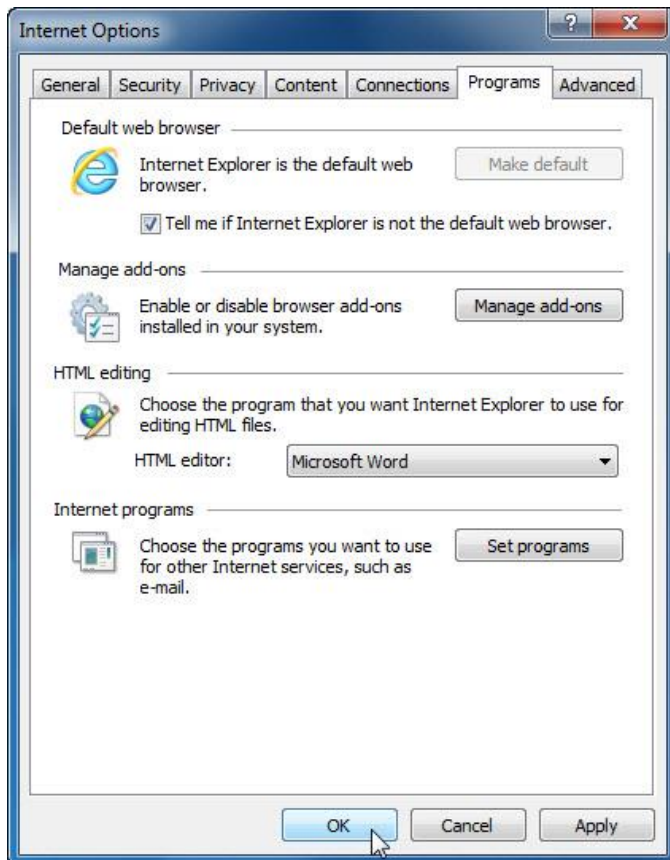 Internet Options
?
X
General Security Privacy Content Connections Programs Advanced
Default web browser
Internet Explorer is the default web
browser.
Make default
Tell me if Internet Explorer is not the default web browser.
Manage add-ons
Enable or disable browser add-ons
installed in your system.
Manage add-ons
HTML editing
Choose the program that you want Internet Explorer to use for
editing HTML files.
HTML editor: Microsoft Word
Internet programs
Choose the programs you want to use
for other Internet services, such as
e-mail.
Set programs
OK Cancel Apply